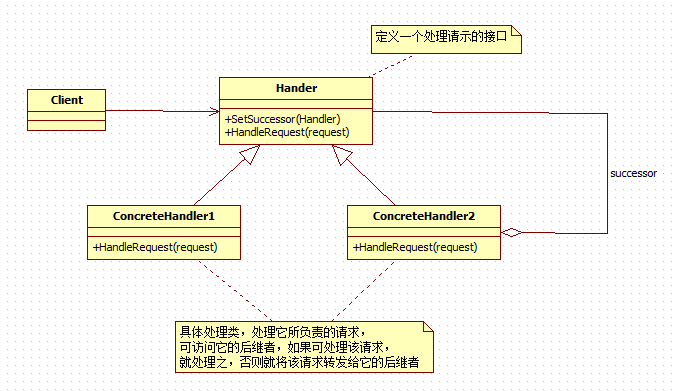 定义一个处理请示的接口
Hander
Client
+SetSuccessor(Handler)
+HandleRequest(request)
successor
ConcreteHandler1
+HandleRequest(request)
ConcreteHandler2
+HandleRequest(request)
具体处理类，处理它所负责的请求，
可访问它的后继者，如果可处理该请求，
就处理之，否则就将该请求转发给它的后继者